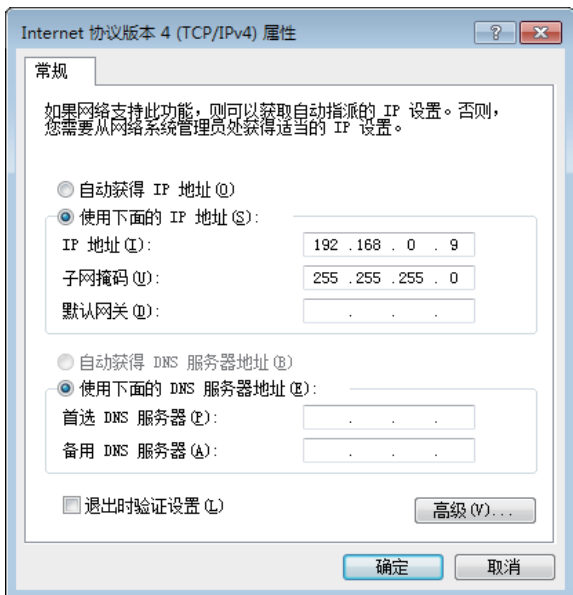 Internet 协议版本 4 (TCP/IPv4) 属性
常规
如果网络支持此功能，则可以获取自动指派的 IP 设置。否则，
您需要从网络系统管理员处获得适当的 IP 设置。
自动获得 IP 地址(O)
使用下面的 IP 地址(S):
IP 地址(I): 192 .168 . 0 . 9
子网掩码(U): 255 .255 .255 . 0
默认网关(D): . . .
自动获得 DNS 服务器地址(B)
使用下面的 DNS 服务器地址(E):
首选 DNS 服务器(P): . . .
备用 DNS 服务器(A): . . .
退出时验证设置(L)
高级(V)...
确定 取消